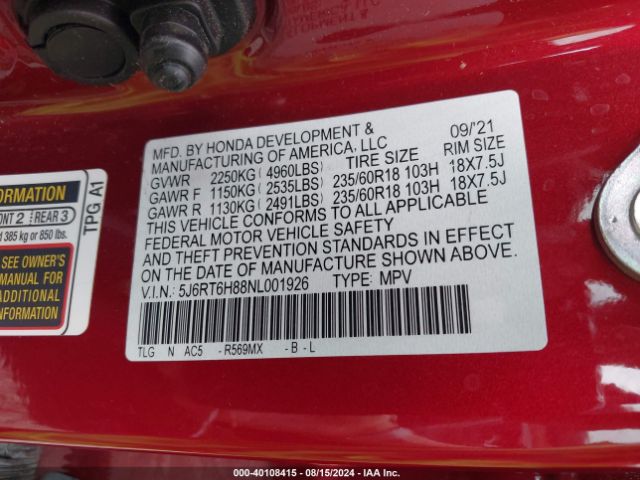 MFD. BY HONDA DEVELOPMENT & 09/'21
MANUFACTURING OF AMERICA, LLC TIRE SIZE RIM SIZE
GVWR 2250KG( 4960LBS)
GAWR F 1150KG( 2535LBS) 235/60R18 103H 18X7.5J
GAWR R 1130KG( 2491LBS) 235/60R18 103H 18X7.5J
THIS VEHICLE CONFORMS TO ALL APPLICABLE
FEDERAL MOTOR VEHICLE SAFETY
AND THEFT PREVENTION STANDARDS IN EFFECT
ON THE DATE OF MANUFACTURE SHOWN ABOVE.
V.I.N.: 5J6RT6H88NL001926 TYPE: MPV
TLG N AC5 -R569MX -B-L
FORMATION
ONT 2 REAR 3
385 kg or 850 lbs.
SEE OWNER'S
MANUAL FOR
ADDITIONAL
INFORMATION
TPG A1
000-40108415 - 08/15/2024 - IAA Inc.